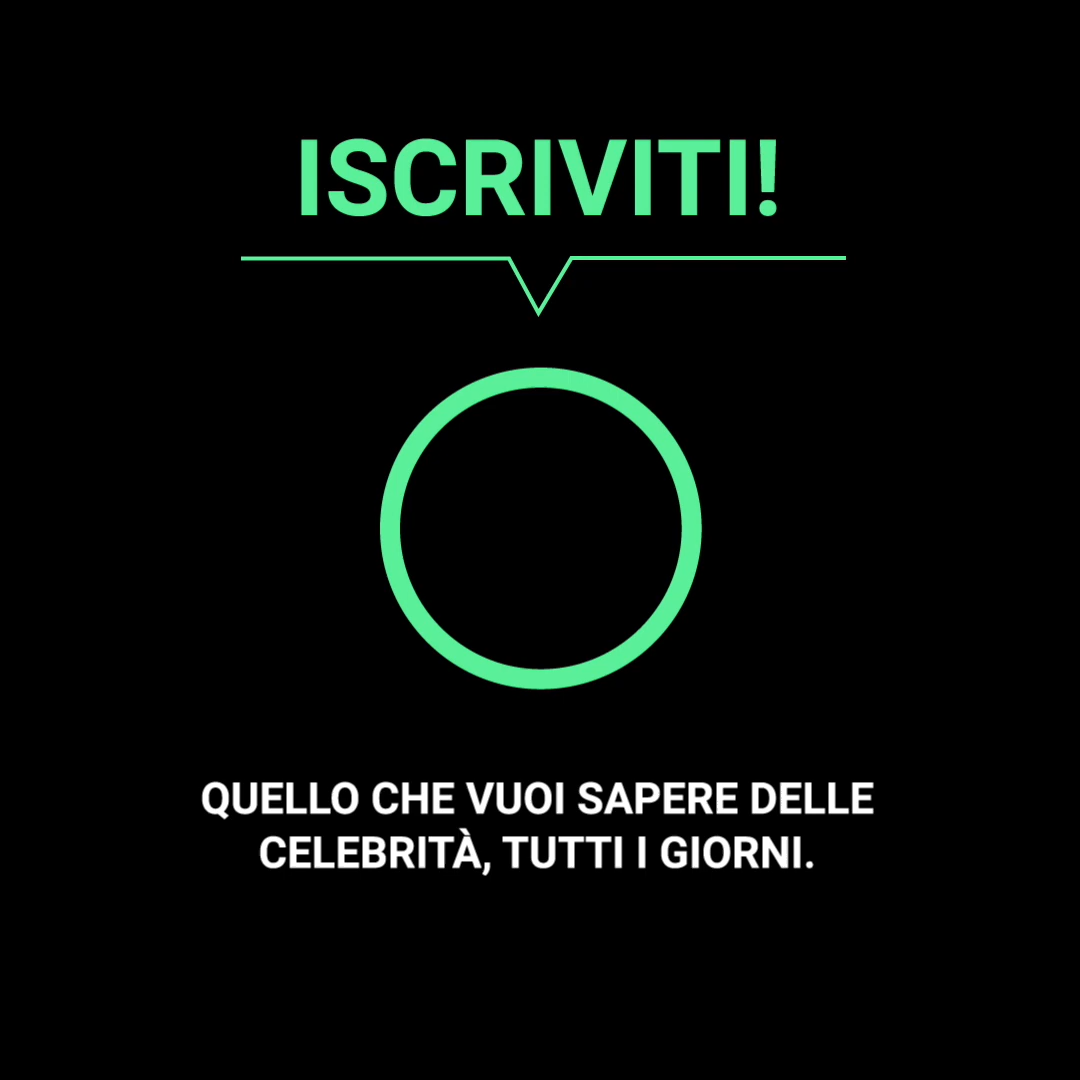 ISCRIVITI!
QUELLO CHE VUOI SAPERE DELLE
CELEBRITÀ, TUTTI I GIORNI.